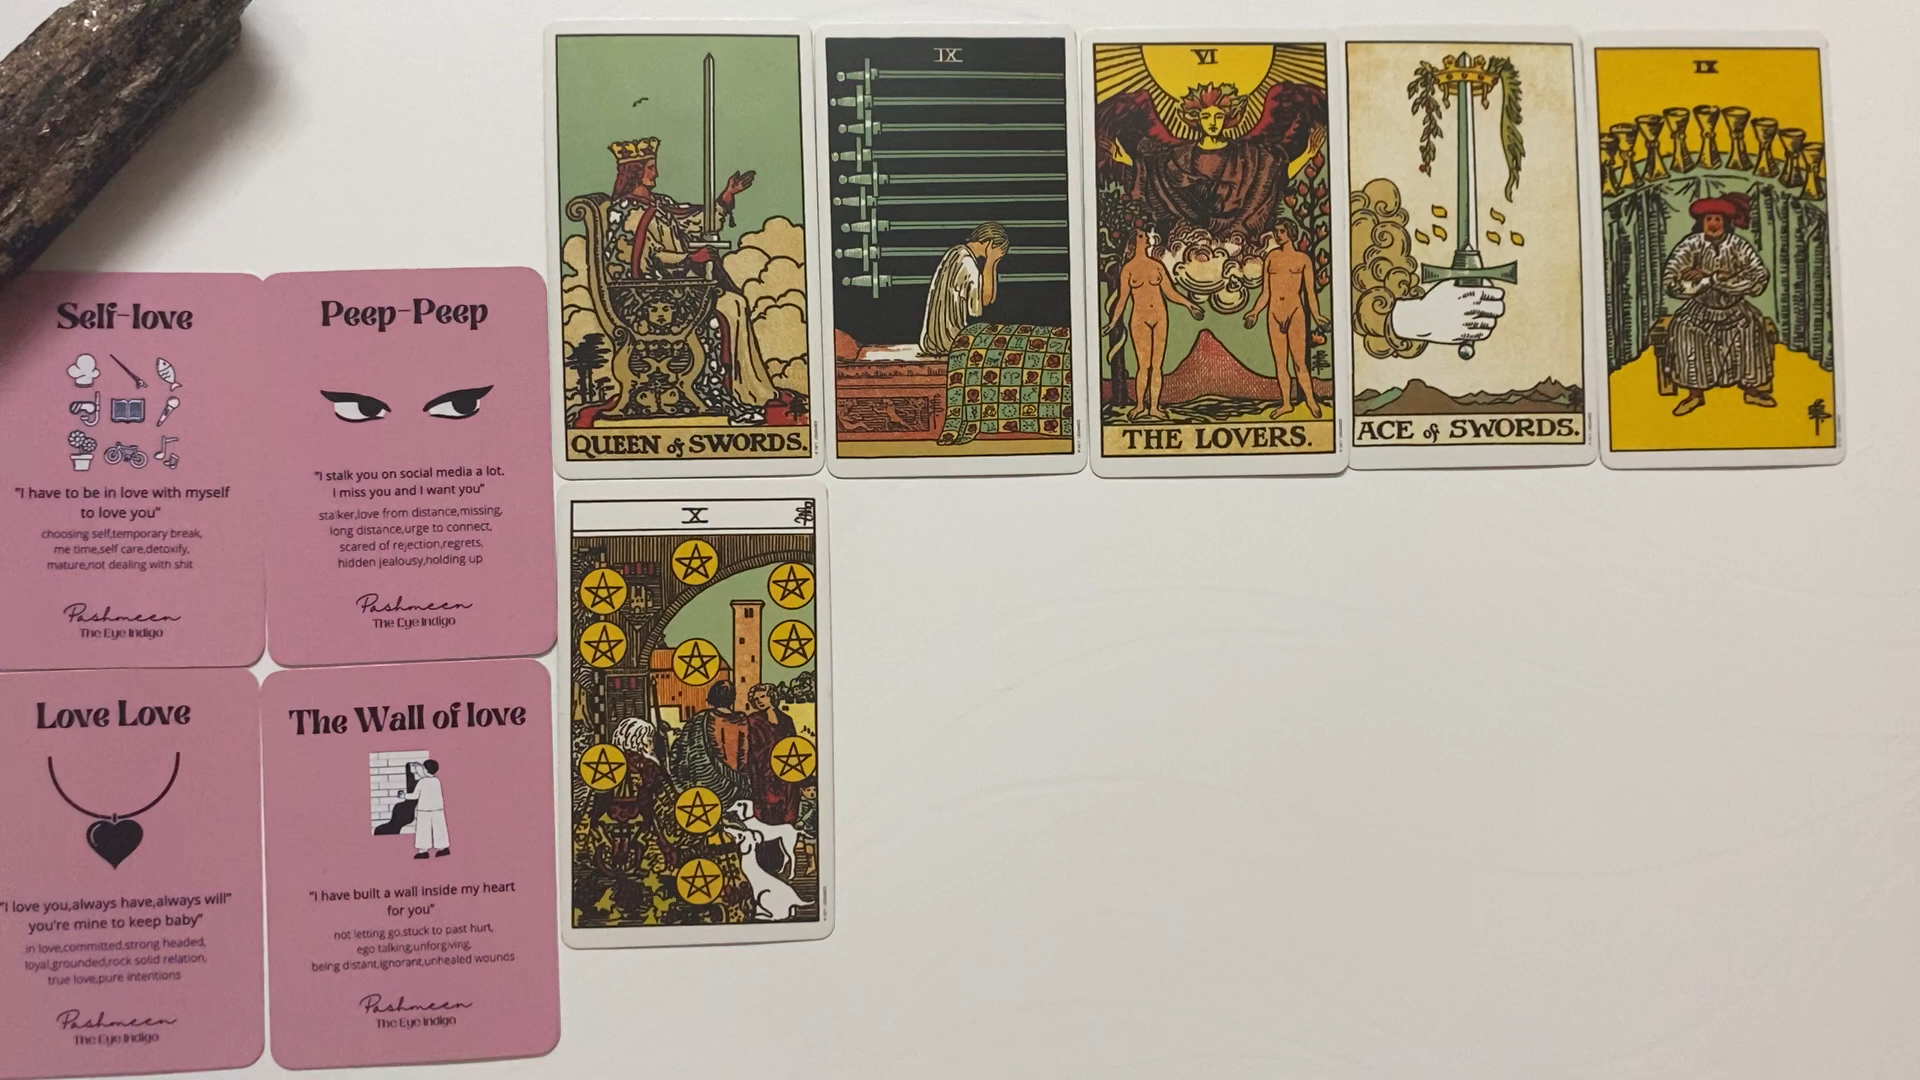 Self-love
"I have to be in love with myself
to love you"
choosing self,temporary break,
me time,self care,detoxify,
mature,not dealing with shit
Pashmeen
The Eye Indigo
Peep-Peep
"I stalk you on social media a lot.
I miss you and I want you"
stalker,love from distance,missing,
long distance,urge to connect,
scared of rejection,regrets,
hidden jealousy,holding up
Pashmeen
The Eye Indigo
Love Love
"I love you,always have,always will"
you're mine to keep baby"
in love,committed,strong headed,
loyal,grounded,rock solid relation,
true love,pure intentions
Pashmeen
The Eye Indigo
The Wall of love
"I have built a wall inside my heart
for you"
not letting go,stuck to past hurt,
ego talking,unforgiving,
being distant,ignorant,unhealed wounds
Pashmeen
The Eye Indigo
QUEEN of SWORDS.
IX
VI
THE LOVERS.
ACE of SWORDS.
IX
X